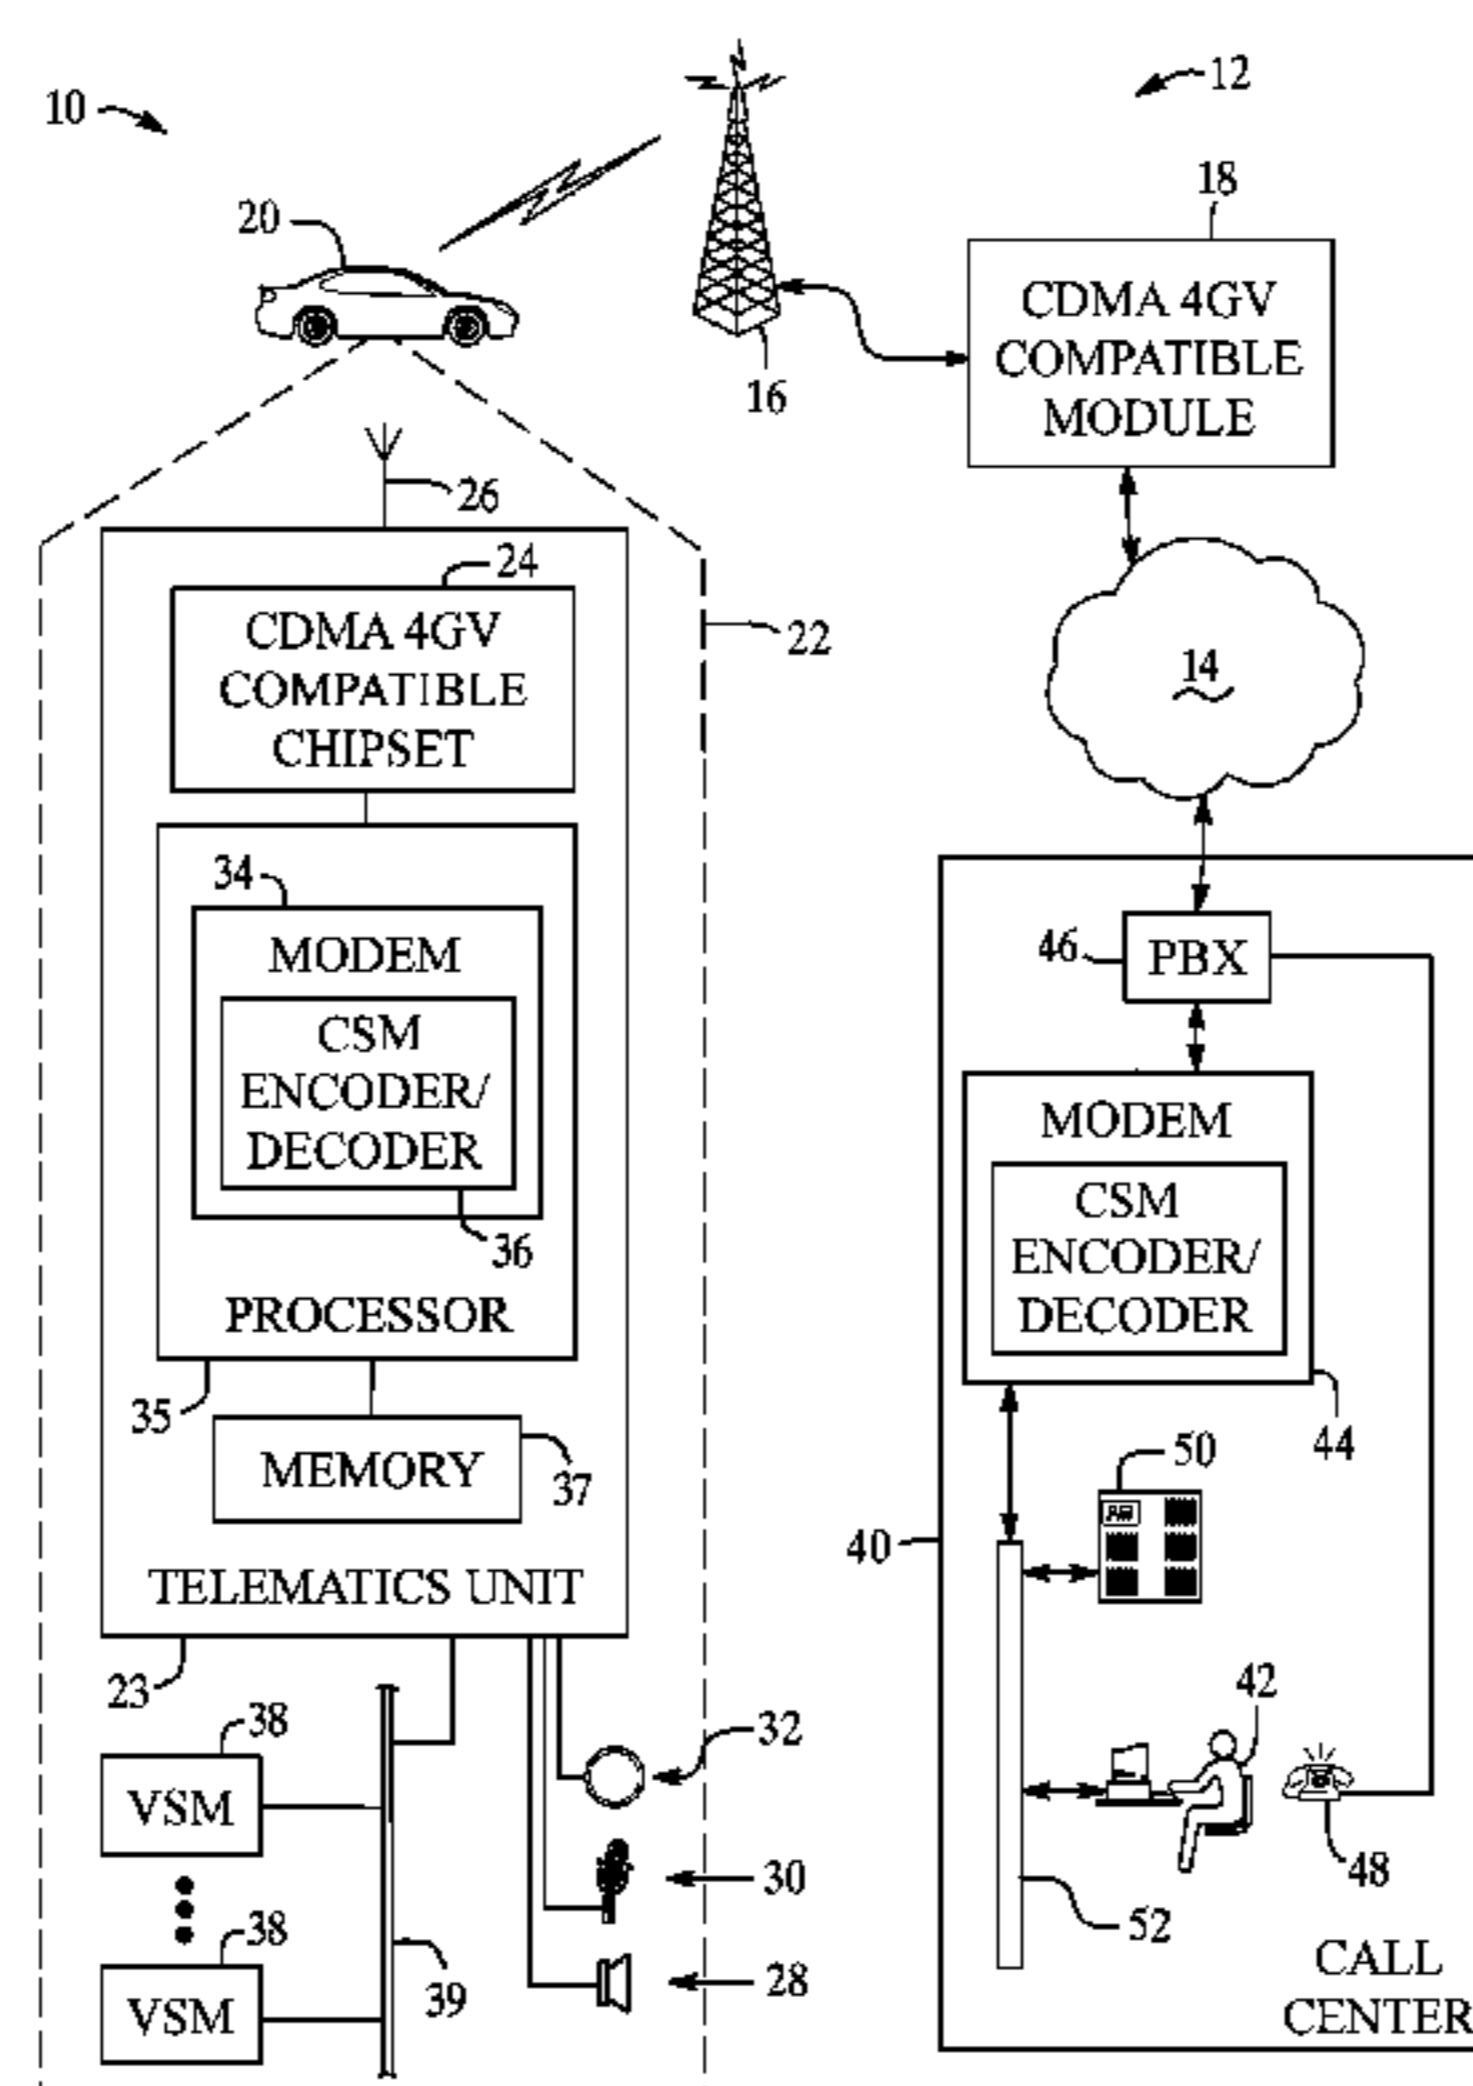 10
12
20
18
CDMA 4GV
COMPATIBLE
MODULE
16
26
24
CDMA 4GV
COMPATIBLE
CHIPSET
22
14
34
MODEM
CSM
ENCODER/
DECODER
36
PROCESSOR
35
MEMORY
37
TELEMATICS UNIT
23
38
VSM
38
VSM
39
32
30
28
46
PBX
MODEM
CSM
ENCODER/
DECODER
44
50
40
42
48
52
CALL
CENTER